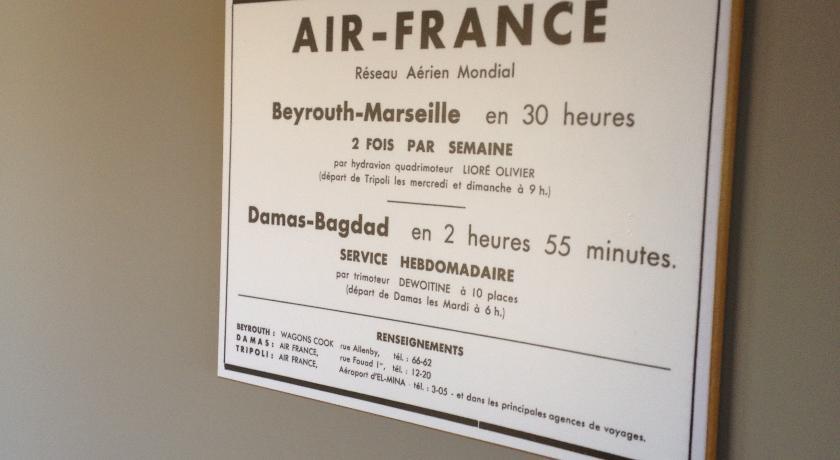 AIR-FRANCE
Réseau Aérien Mondial
Beyrouth-Marseille en 30 heures
2 FOIS PAR SEMAINE
par hydravion quadrimoteur LIORÉ OLIVIER
(départ de Tripoli les mercredi et dimanche à 9 h.)
Damas-Bagdad en 2 heures 55 minutes.
SERVICE HEBDOMADAIRE
par trimoteur DEWOITINE à 10 places
(départ de Damas les Mardi à 6 h.)
RENSEIGNEMENTS
BEYROUTH : WAGONS COOK rue Allenby, tél. : 66-62
DAMAS : AIR FRANCE, rue Fouad 1er, tél. : 12-20
TRIPOLI : AIR FRANCE, Aéroport d'EL-MINA - tél. : 3-05 - et dans les principales agences de voyages.